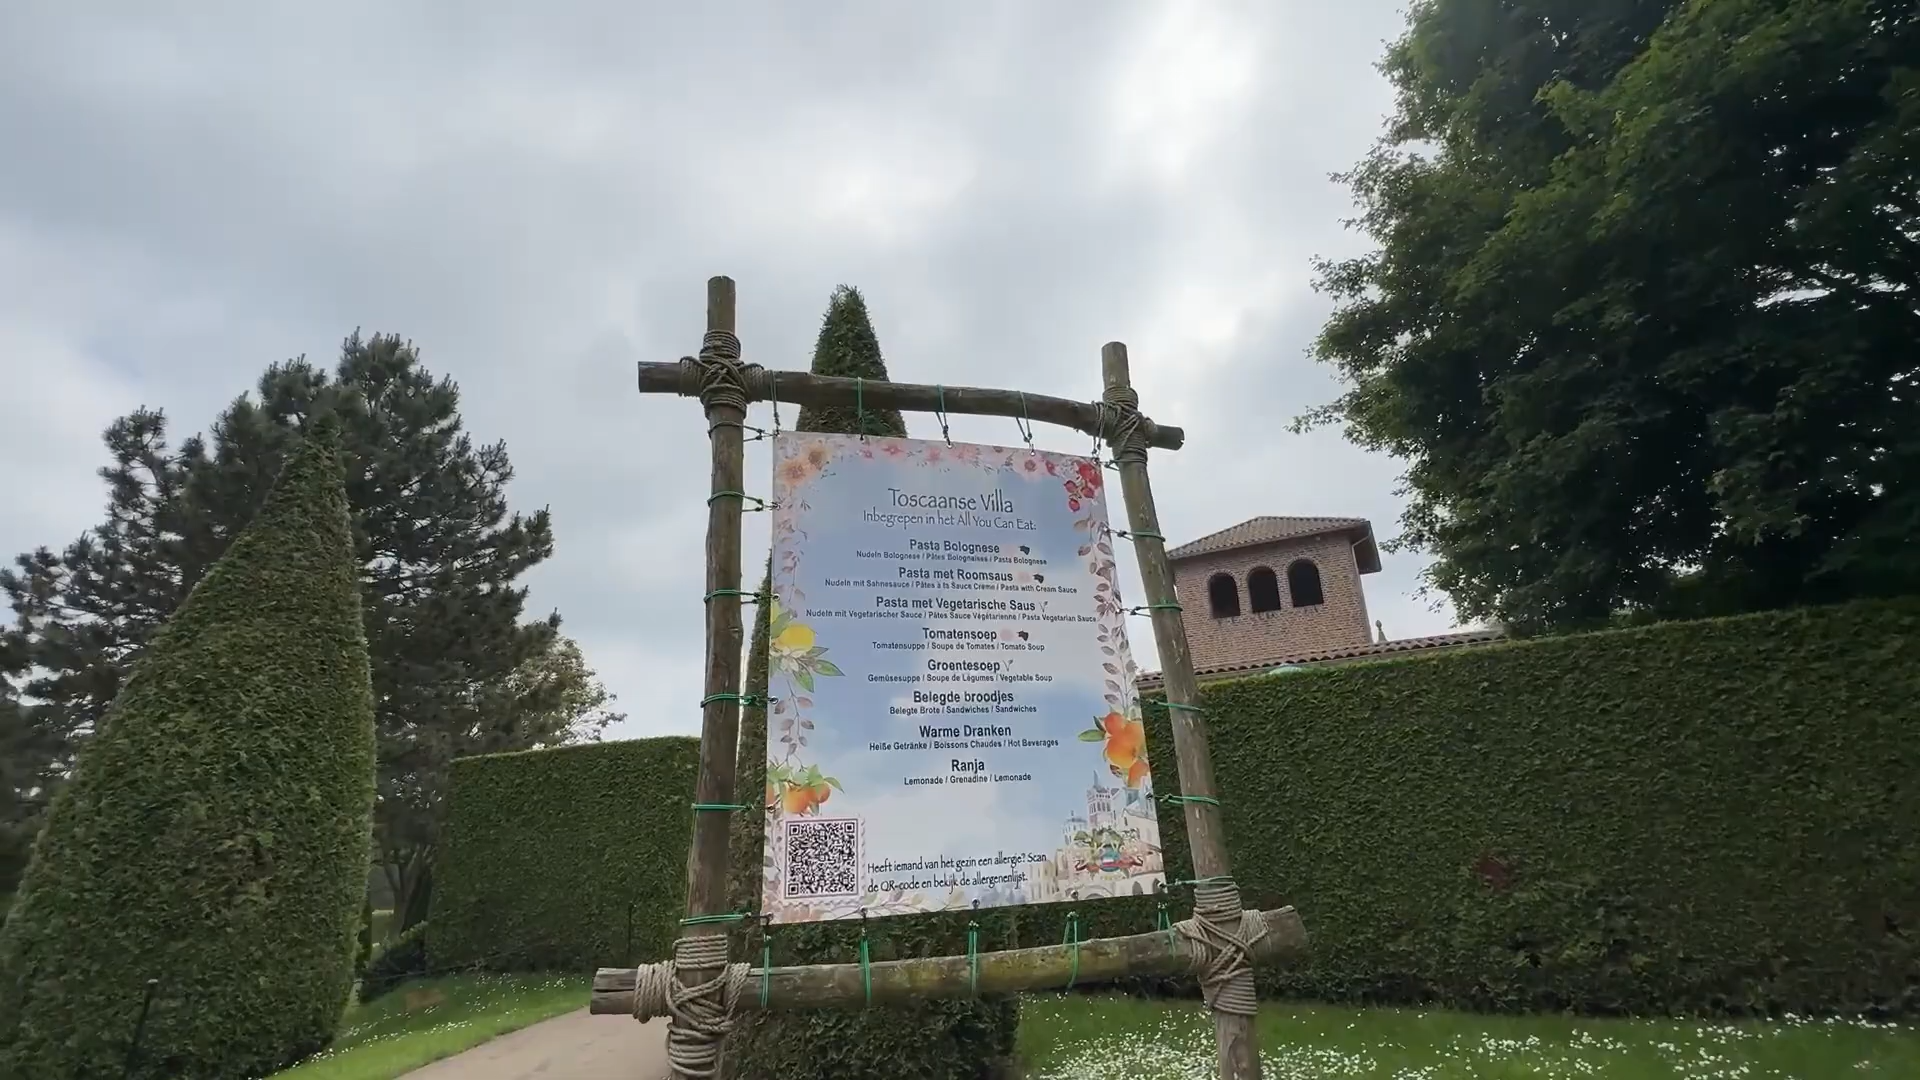 Toscaanse Villa
Inbegrepen in het All You Can Eat:
Pasta Bolognese
Nudeln Bolognese / Pâtes Bolognaises / Pasta Bolognese
Pasta met Roomsaus
Nudeln mit Sahnesauce / Pâtes à la Sauce Crème / Pasta with Cream Sauce
Pasta met Vegetarische Saus
Nudeln mit Vegetarischer Sauce / Pâtes Sauce Végétarienne / Pasta Vegetarian Sauce
Tomatensoep
Tomatensuppe / Soupe de Tomates / Tomato Soup
Groentesoep
Gemüsesuppe / Soupe de Légumes / Vegetable Soup
Belegde broodjes
Belegte Brote / Sandwiches / Sandwiches
Warme Dranken
Heiße Getränke / Boissons Chaudes / Hot Beverages
Ranja
Lemonade / Grenadine / Lemonade
Heeft iemand van het gezin een allergie? Scan
de QR-code en bekijk de allergenenlijst.